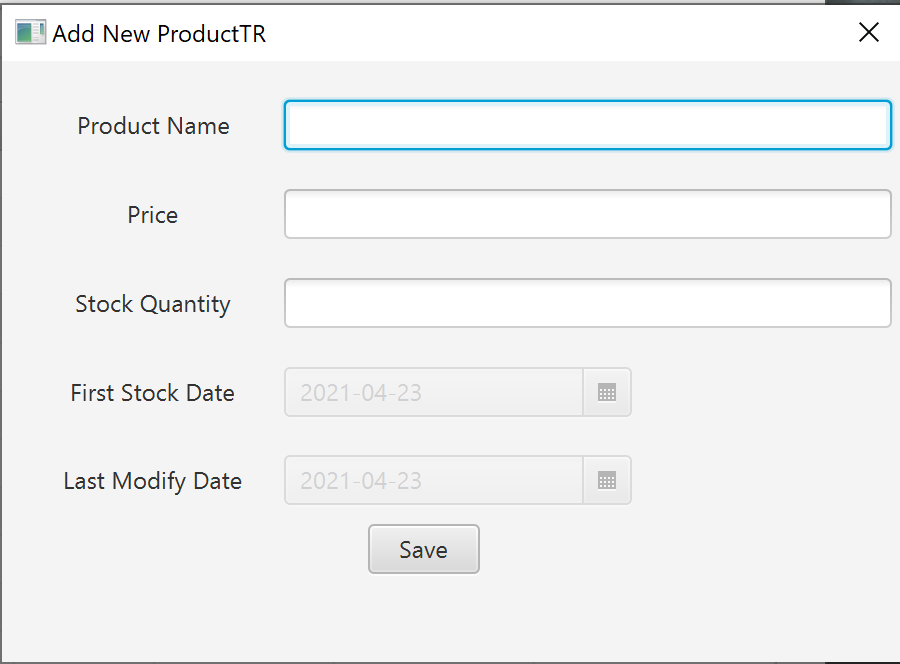 Add New ProductTR
Product Name
Price
Stock Quantity
First Stock Date 2021-04-23
Last Modify Date 2021-04-23
Save